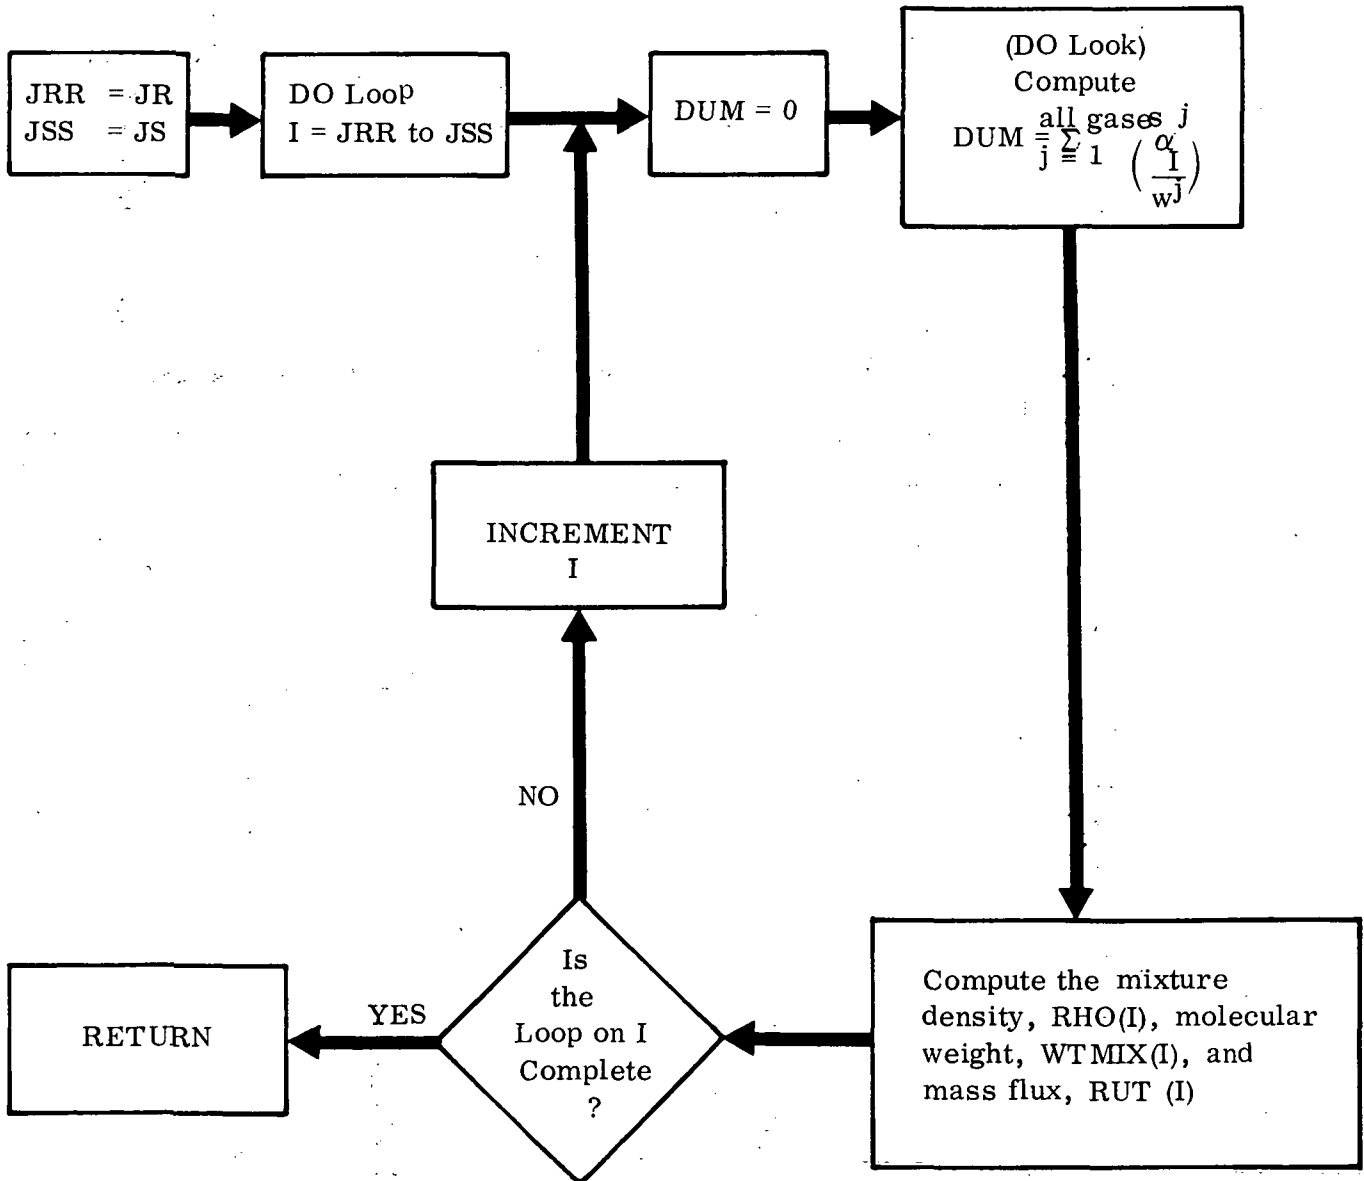 JRR = JR
JSS = JS
DO Loop
I = JRR to JSS
DUM = 0
(DO Look)
Compute
all gases
DUM = Σ (α_I^j / w^j)
j = 1
INCREMENT
I
NO
Is
the
Loop on I
Complete
?
YES
RETURN
Compute the mixture
density, RHO(I), molecular
weight, WTMIX(I), and
mass flux, RUT (I)